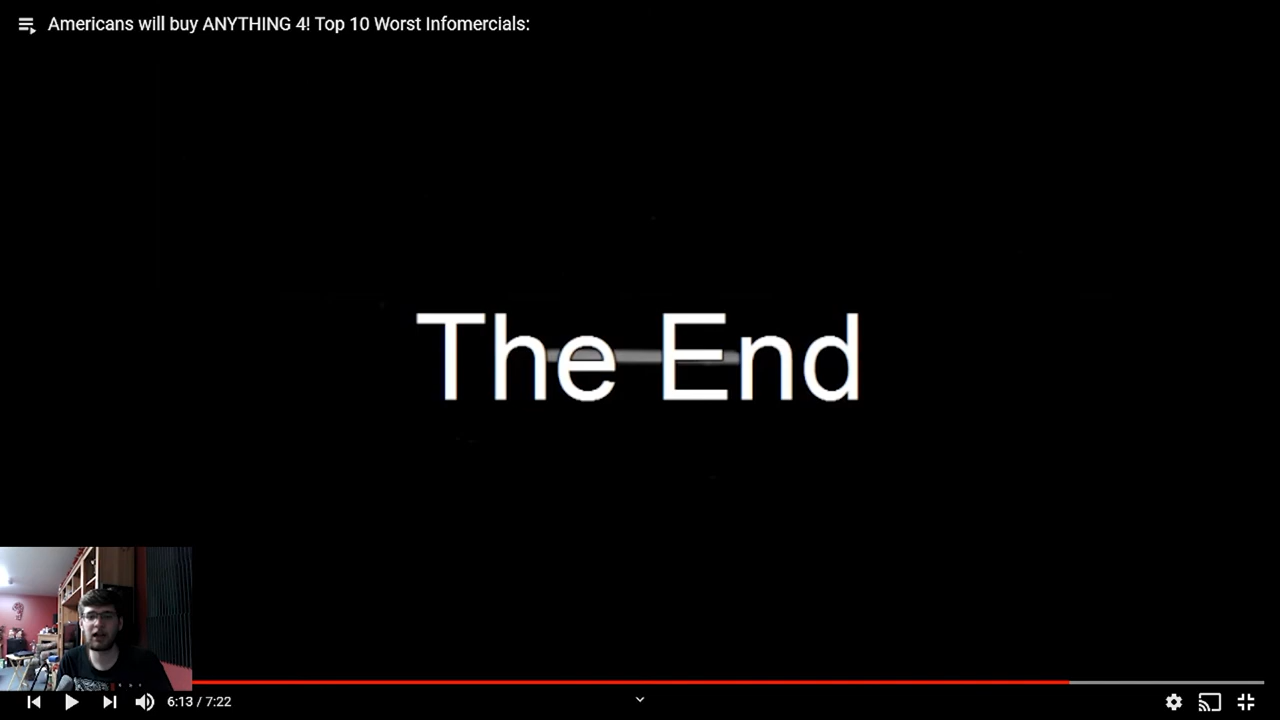 Americans will buy ANYTHING 4! Top 10 Worst Infomercials:
The End
6:13 / 7:22